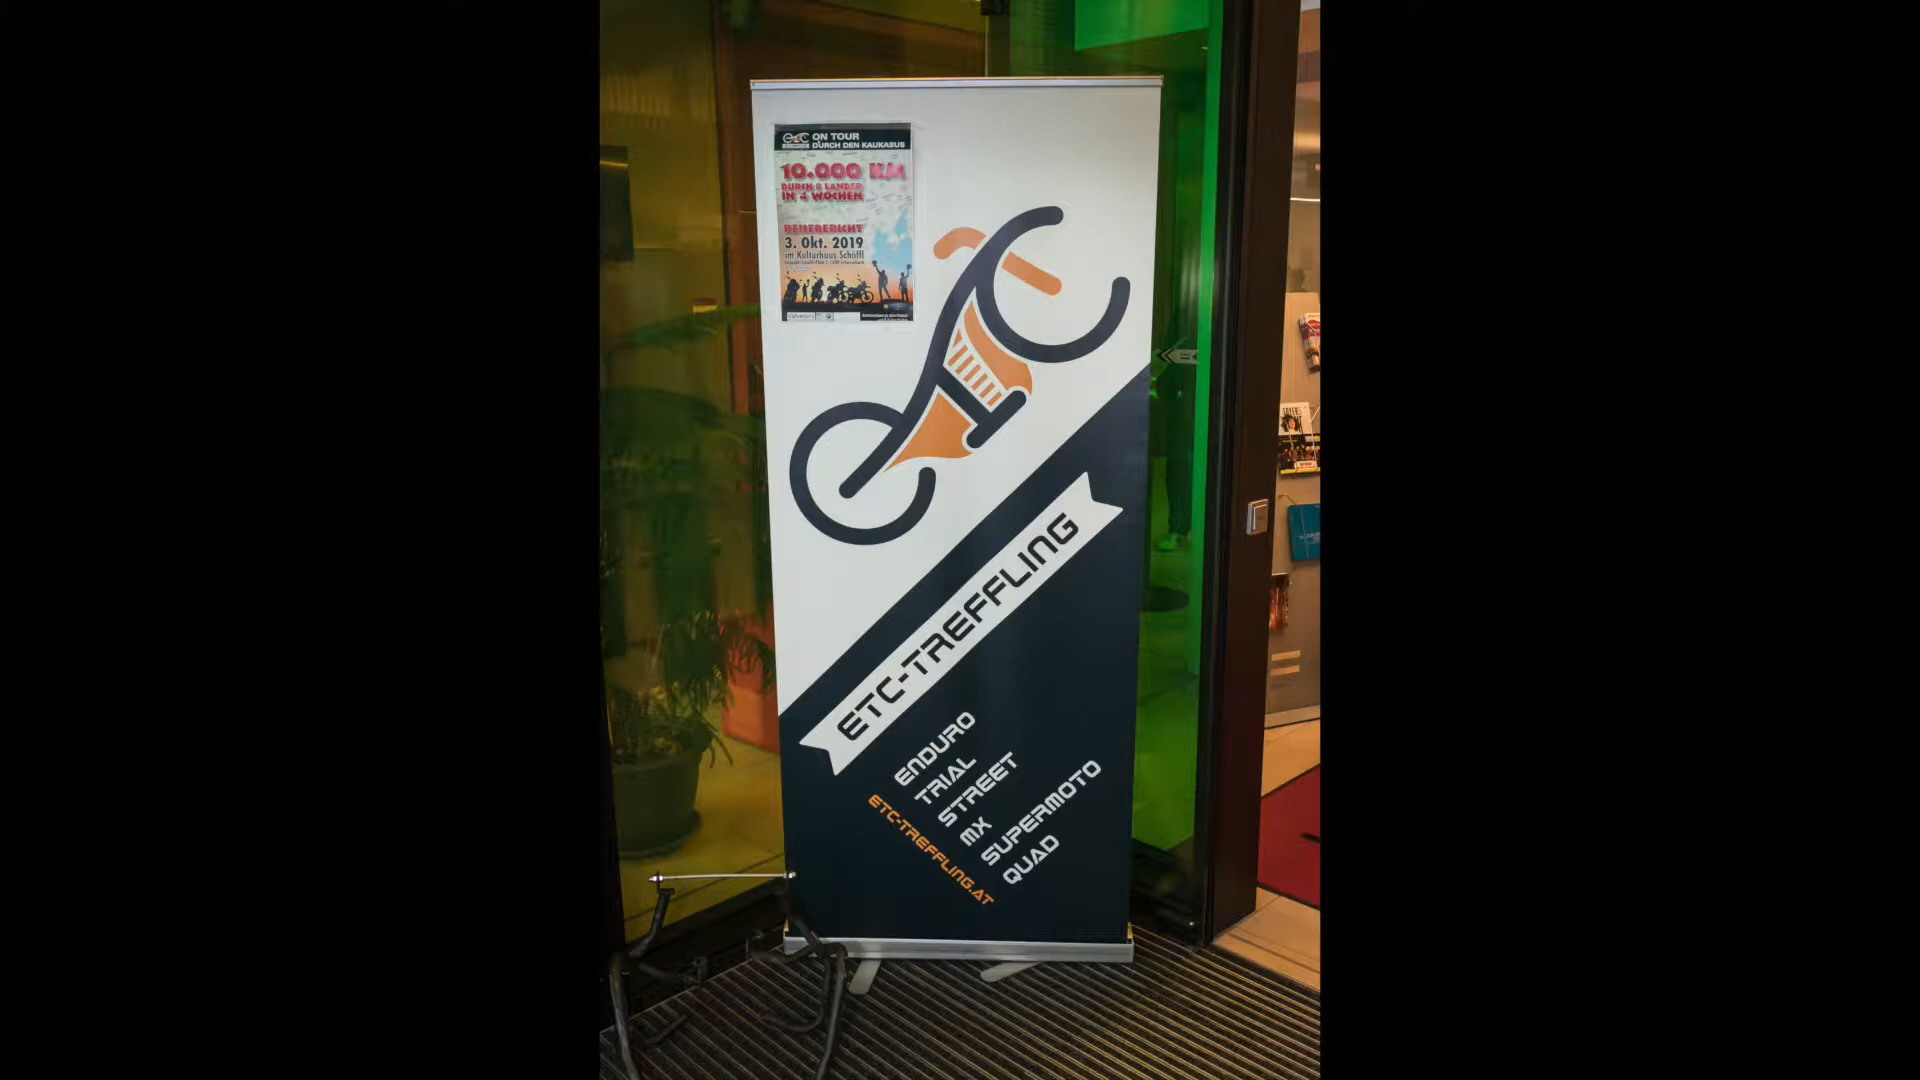 etc ON TOUR
DURCH DEN KAUKASUS
10.000 KM
DURCH 8 LÄNDER
IN 4 WOCHEN
REISEBERICHT
3. Okt. 2019
im Kulturhaus Schöffl
ETC-TREFFLING
ENDURO
TRIAL
STREET
MX
SUPERMOTO
QUAD
ETC-TREFFLING.AT